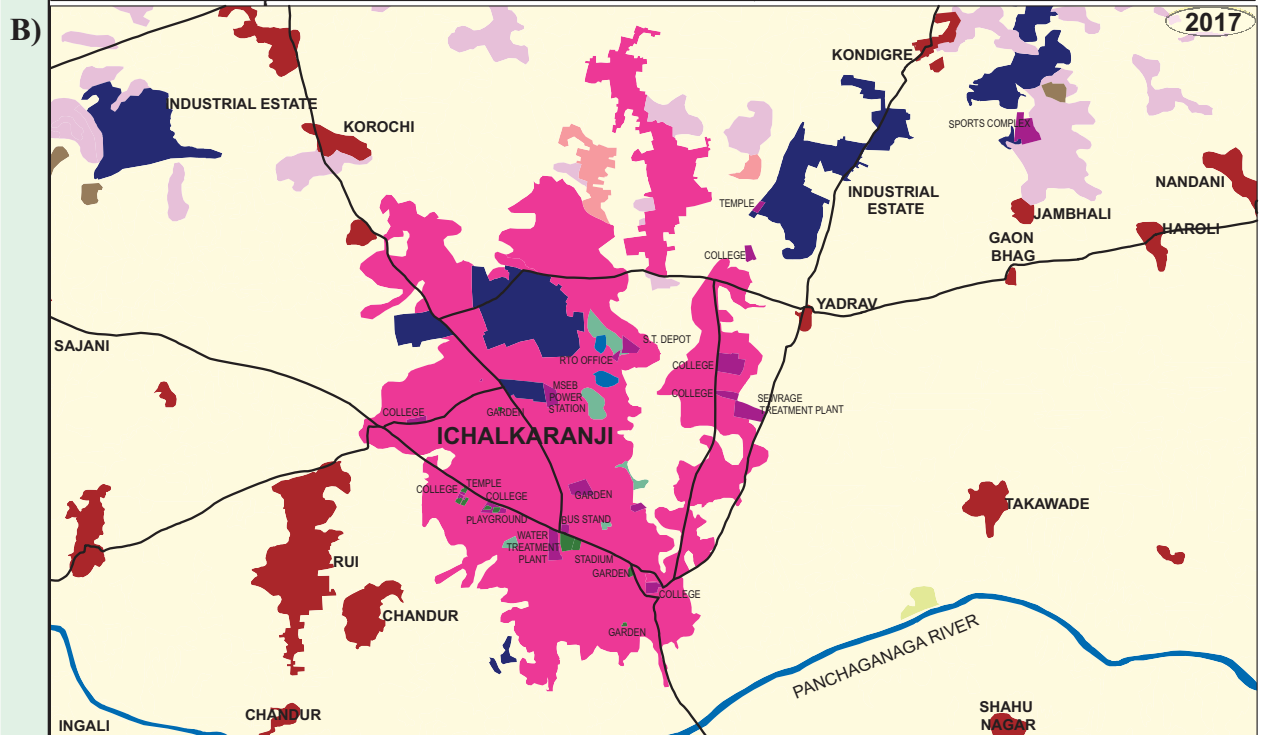 B)
2017
KONDIGRE
INDUSTRIAL ESTATE
SPORTS COMPLEX
KOROCHI
NANDANI
INDUSTRIAL
ESTATE
TEMPLE
JAMBHALI
HAROLI
GAON
BHAG
COLLEGE
YADRAV
SAJANI
S.T. DEPOT
RTO OFFICE
COLLEGE
MSEB
POWER
STATION
COLLEGE
SEWRAGE
TREATMENT PLANT
COLLEGE
GARDEN
ICHALKARANJI
TEMPLE
COLLEGE
COLLEGE
GARDEN
TAKAWADE
PLAYGROUND
BUS STAND
WATER
TREATMENT
PLANT
STADIUM
RUI
GARDEN
COLLEGE
CHANDUR
GARDEN
PANCHAGANAGA RIVER
CHANDUR
SHAHU
NAGAR
INGALI